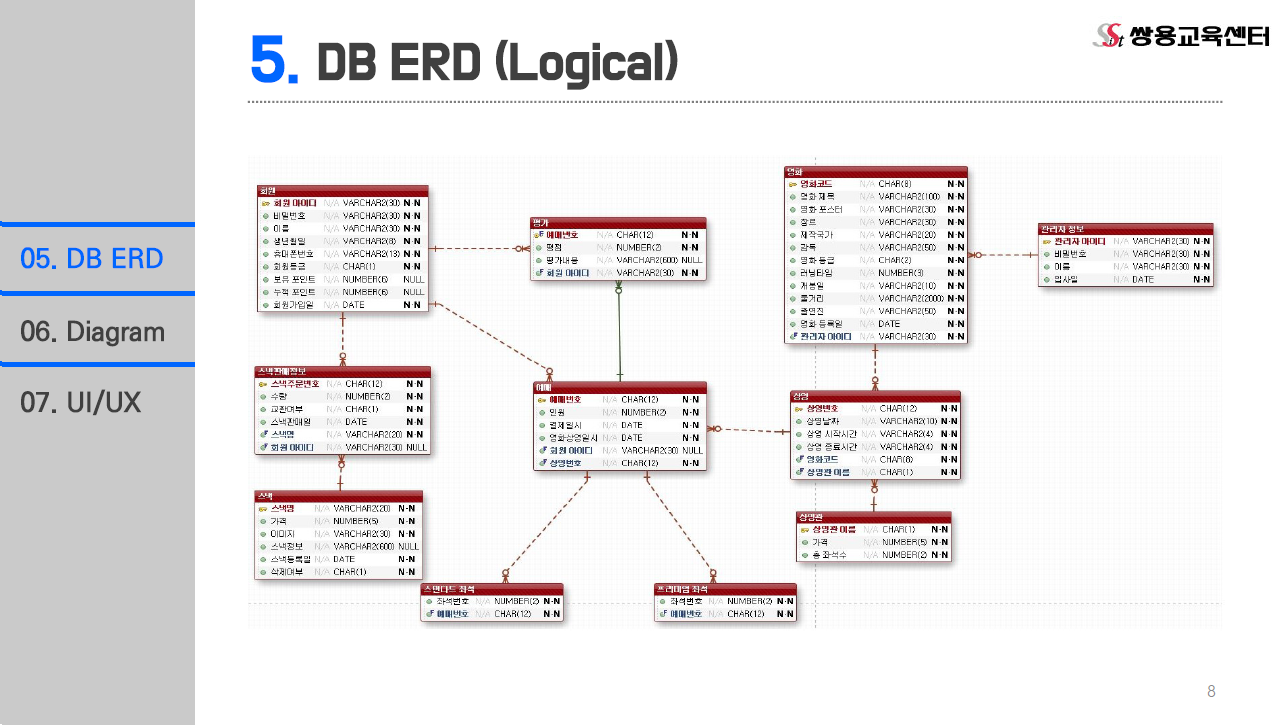 5. DB ERD (Logical)
Sist 쌍용교육센터
05. DB ERD
06. Diagram
07. UI/UX
회원
회원 아이디 N/A VARCHAR2(30) N-N
비밀번호 N/A VARCHAR2(30) N-N
이름 N/A VARCHAR2(30) N-N
생년월일 N/A VARCHAR2(8) N-N
휴대폰번호 N/A VARCHAR2(13) N-N
회원등급 N/A CHAR(1) N-N
보유 포인트 N/A NUMBER(6) NULL
누적 포인트 N/A NUMBER(6) NULL
회원가입일 N/A DATE N-N
평가
예매번호 N/A CHAR(12) N-N
평점 N/A NUMBER(2) N-N
평가내용 N/A VARCHAR2(600) NULL
회원 아이디 N/A VARCHAR2(30) N-N
영화
영화코드 N/A CHAR(6) N-N
영화 제목 N/A VARCHAR2(100) N-N
영화 포스터 N/A VARCHAR2(30) N-N
장르 N/A VARCHAR2(30) N-N
제작국가 N/A VARCHAR2(20) N-N
감독 N/A VARCHAR2(50) N-N
영화 등급 N/A CHAR(2) N-N
러닝타임 N/A NUMBER(3) N-N
개봉일 N/A VARCHAR2(10) N-N
줄거리 N/A VARCHAR2(2000) N-N
출연진 N/A VARCHAR2(50) N-N
영화 등록일 N/A DATE N-N
관리자 아이디 N/A VARCHAR2(30) N-N
관리자 정보
관리자 아이디 N/A VARCHAR2(30) N-N
비밀번호 N/A VARCHAR2(30) N-N
이름 N/A VARCHAR2(30) N-N
입사일 N/A DATE N-N
스낵판매정보
스낵주문번호 N/A CHAR(12) N-N
수량 N/A NUMBER(2) N-N
교환여부 N/A CHAR(1) N-N
스낵판매일 N/A DATE N-N
스낵명 N/A VARCHAR2(20) N-N
회원 아이디 N/A VARCHAR2(30) NULL
예매
예매번호 N/A CHAR(12) N-N
인원 N/A NUMBER(2) N-N
결제일시 N/A DATE N-N
영화상영일시 N/A DATE N-N
회원 아이디 N/A VARCHAR2(30) NULL
상영번호 N/A CHAR(12) N-N
상영
상영번호 N/A CHAR(12) N-N
상영날짜 N/A VARCHAR2(10) N-N
상영 시작시간 N/A VARCHAR2(4) N-N
상영 종료시간 N/A VARCHAR2(4) N-N
영화코드 N/A CHAR(6) N-N
상영관 이름 N/A CHAR(1) N-N
스낵
스낵명 N/A VARCHAR2(20) N-N
가격 N/A NUMBER(5) N-N
이미지 N/A VARCHAR2(30) N-N
스낵정보 N/A VARCHAR2(600) NULL
스낵등록일 N/A DATE N-N
삭제여부 N/A CHAR(1) N-N
상영관
상영관 이름 N/A CHAR(1) N-N
가격 N/A NUMBER(5) N-N
총 좌석수 N/A NUMBER(2) N-N
스탠다드 좌석
좌석번호 N/A NUMBER(2) N-N
예매번호 N/A CHAR(12) N-N
프리미엄 좌석
좌석번호 N/A NUMBER(2) N-N
예매번호 N/A CHAR(12) N-N
8